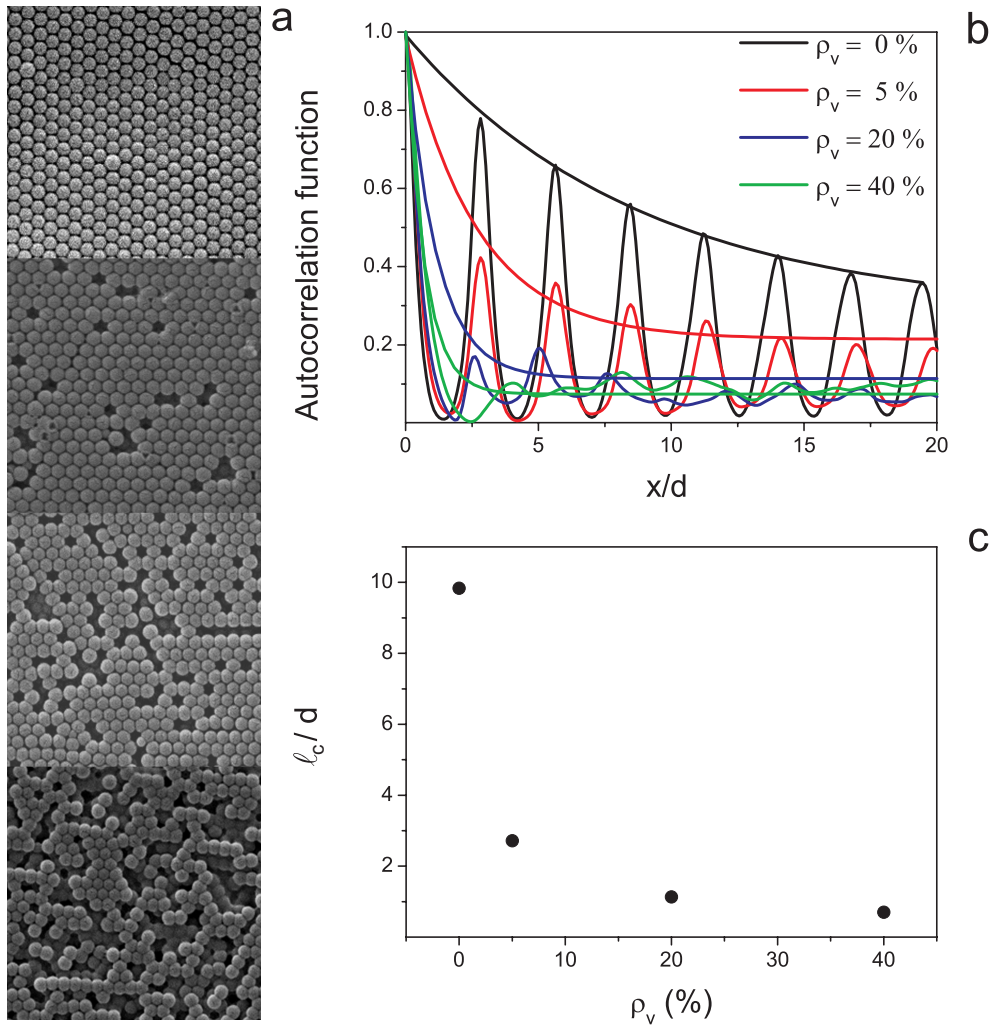 a
b
1.0
0.8
0.6
0.4
0.2
Autocorrelation function
ρv = 0 %
ρv = 5 %
ρv = 20 %
ρv = 40 %
0
5
10
15
20
x/d
c
10
8
6
4
2
ℓc / d
0
10
20
30
40
ρv (%)